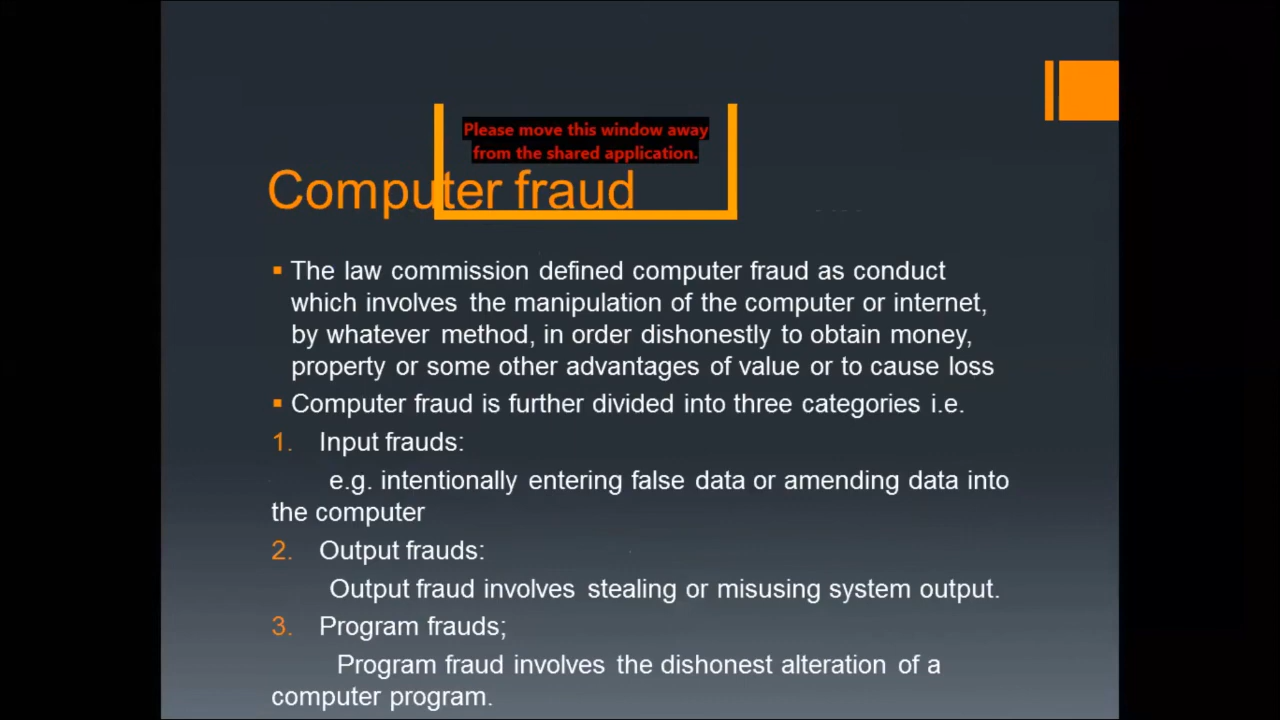 Please move this window away
from the shared application.
Computer fraud
▪ The law commission defined computer fraud as conduct
which involves the manipulation of the computer or internet,
by whatever method, in order dishonestly to obtain money,
property or some other advantages of value or to cause loss
▪ Computer fraud is further divided into three categories i.e.
1. Input frauds:
e.g. intentionally entering false data or amending data into
the computer
2. Output frauds:
Output fraud involves stealing or misusing system output.
3. Program frauds;
Program fraud involves the dishonest alteration of a
computer program.